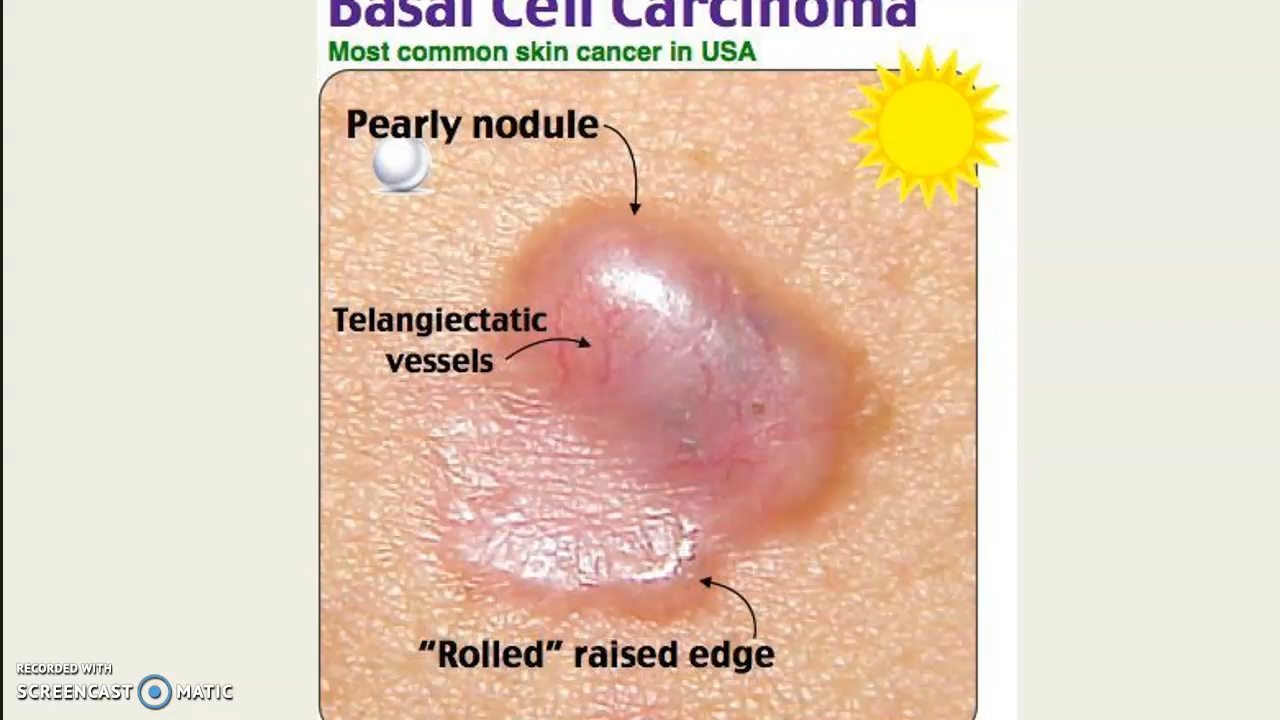 Basal Cell Carcinoma
Most common skin cancer in USA
Pearly nodule
Telangiectatic
vessels
“Rolled” raised edge
RECORDED WITH
SCREENCAST MATIC